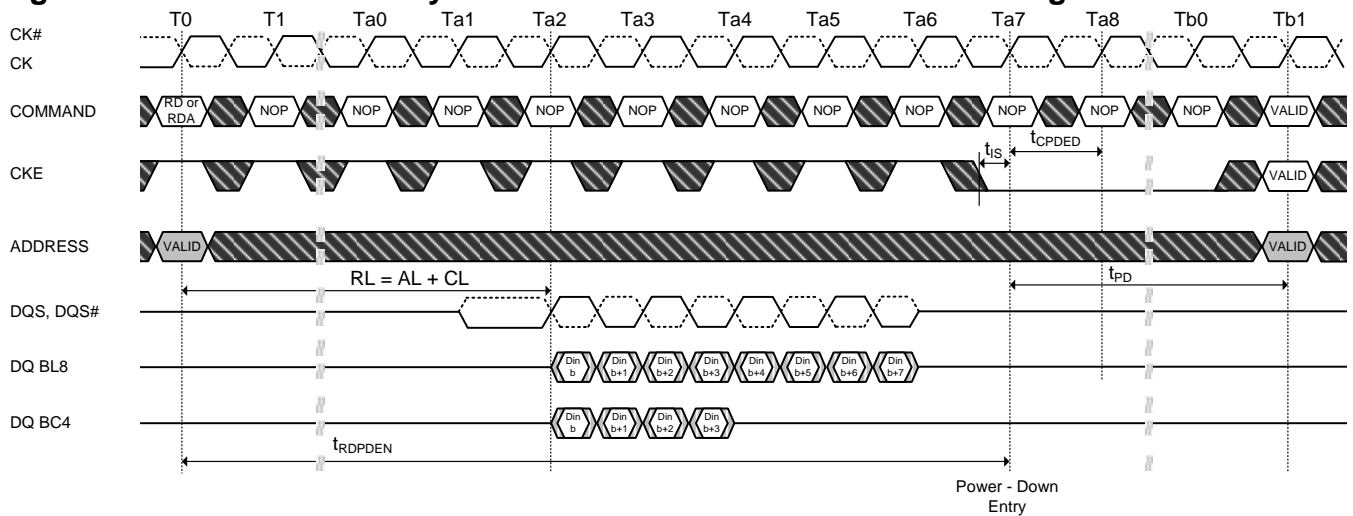 T0 T1 Ta0 Ta1 Ta2 Ta3 Ta4 Ta5 Ta6 Ta7 Ta8 Tb0 Tb1
CK#
CK
COMMAND RD or RDA NOP NOP NOP NOP NOP NOP NOP NOP NOP NOP NOP VALID
tIS tCPDED
CKE VALID
ADDRESS VALID VALID
RL = AL + CL tPD
DQS, DQS#
DQ BL8 Din b Din b+1 Din b+2 Din b+3 Din b+4 Din b+5 Din b+6 Din b+7
DQ BC4 Din b Din b+1 Din b+2 Din b+3
tRDPDEN
Power - Down
Entry